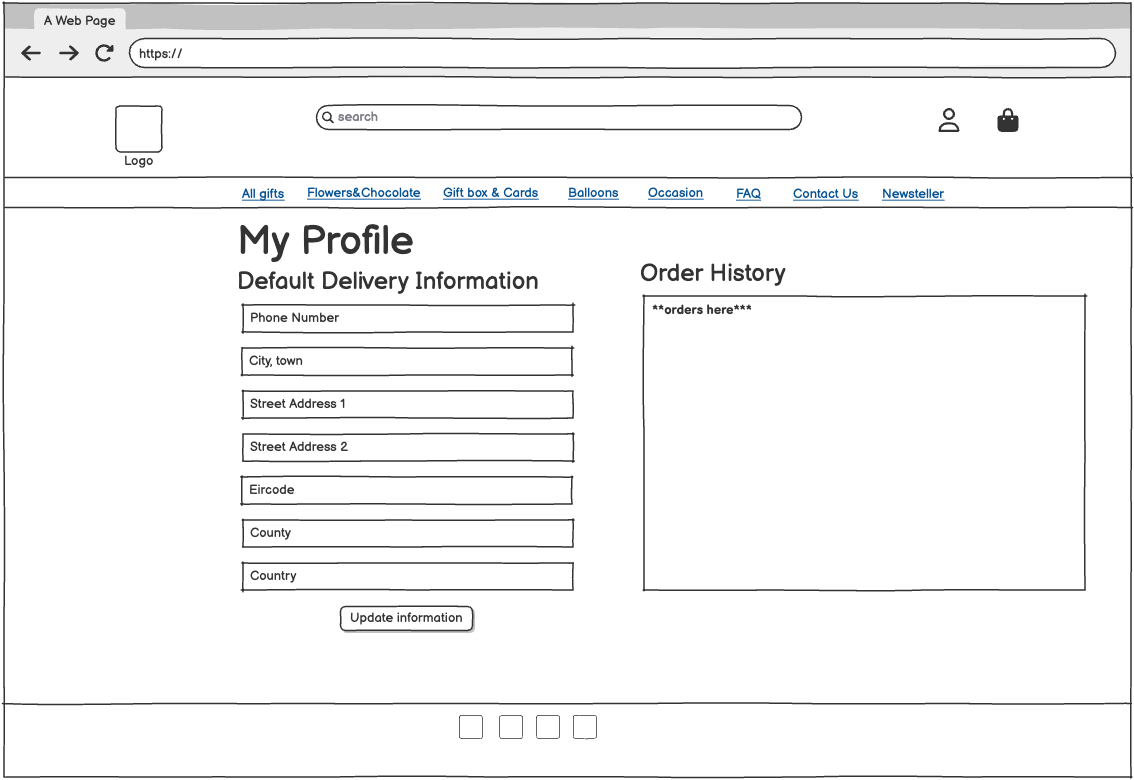 A Web Page
https://
search
Logo
All gifts Flowers&Chocolate Gift box & Cards Balloons Occasion FAQ Contact Us Newsteller
My Profile
Default Delivery Information
Phone Number
City, town
Street Address 1
Street Address 2
Eircode
County
Country
Update information
Order History
**orders here***